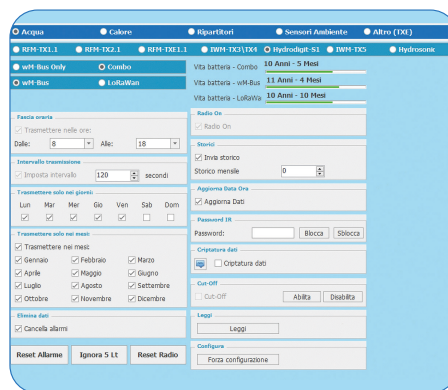 Acqua Calore Ripartitori Sensori Ambiente Altro (TXE)
RFM-TX1.1 RFM-TX2.1 RFM-TXE1.1 IWM-TX3\TX4 Hydrodigit-S1 IWM-TX5 Hydrosonic
wM-Bus Only Combo
wM-Bus LoRaWan
Vita batteria - Combo 10 Anni - 5 Mesi
Vita batteria - wM-Bus 11 Anni - 4 Mesi
Vita batteria - LoRaWa 10 Anni - 10 Mesi
Fascia oraria
Trasmettere nelle ore:
Dalle: 8 Alle: 18
Intervallo trasmissione
Imposta intervallo 120 secondi
Trasmettere solo nei giorni:
Lun Mar Mer Gio Ven Sab Dom
Trasmettere solo nei mesi:
Trasmettere nei mesi:
Gennaio Febbraio Marzo
Aprile Maggio Giugno
Luglio Agosto Settembre
Ottobre Novembre Dicembre
Elimina dati
Cancella allarmi
Reset Allarme Ignora 5 Lt Reset Radio
Radio On
Radio On
Storici
Invia storico
Storico mensile 0
Aggiorna Data Ora
Aggiorna Dati
Password IR
Password: Blocca Sblocca
Criptatura dati
Criptatura dati
Cut-Off
Cut-Off Abilita Disabilita
Leggi
Leggi
Configura
Forza configurazione